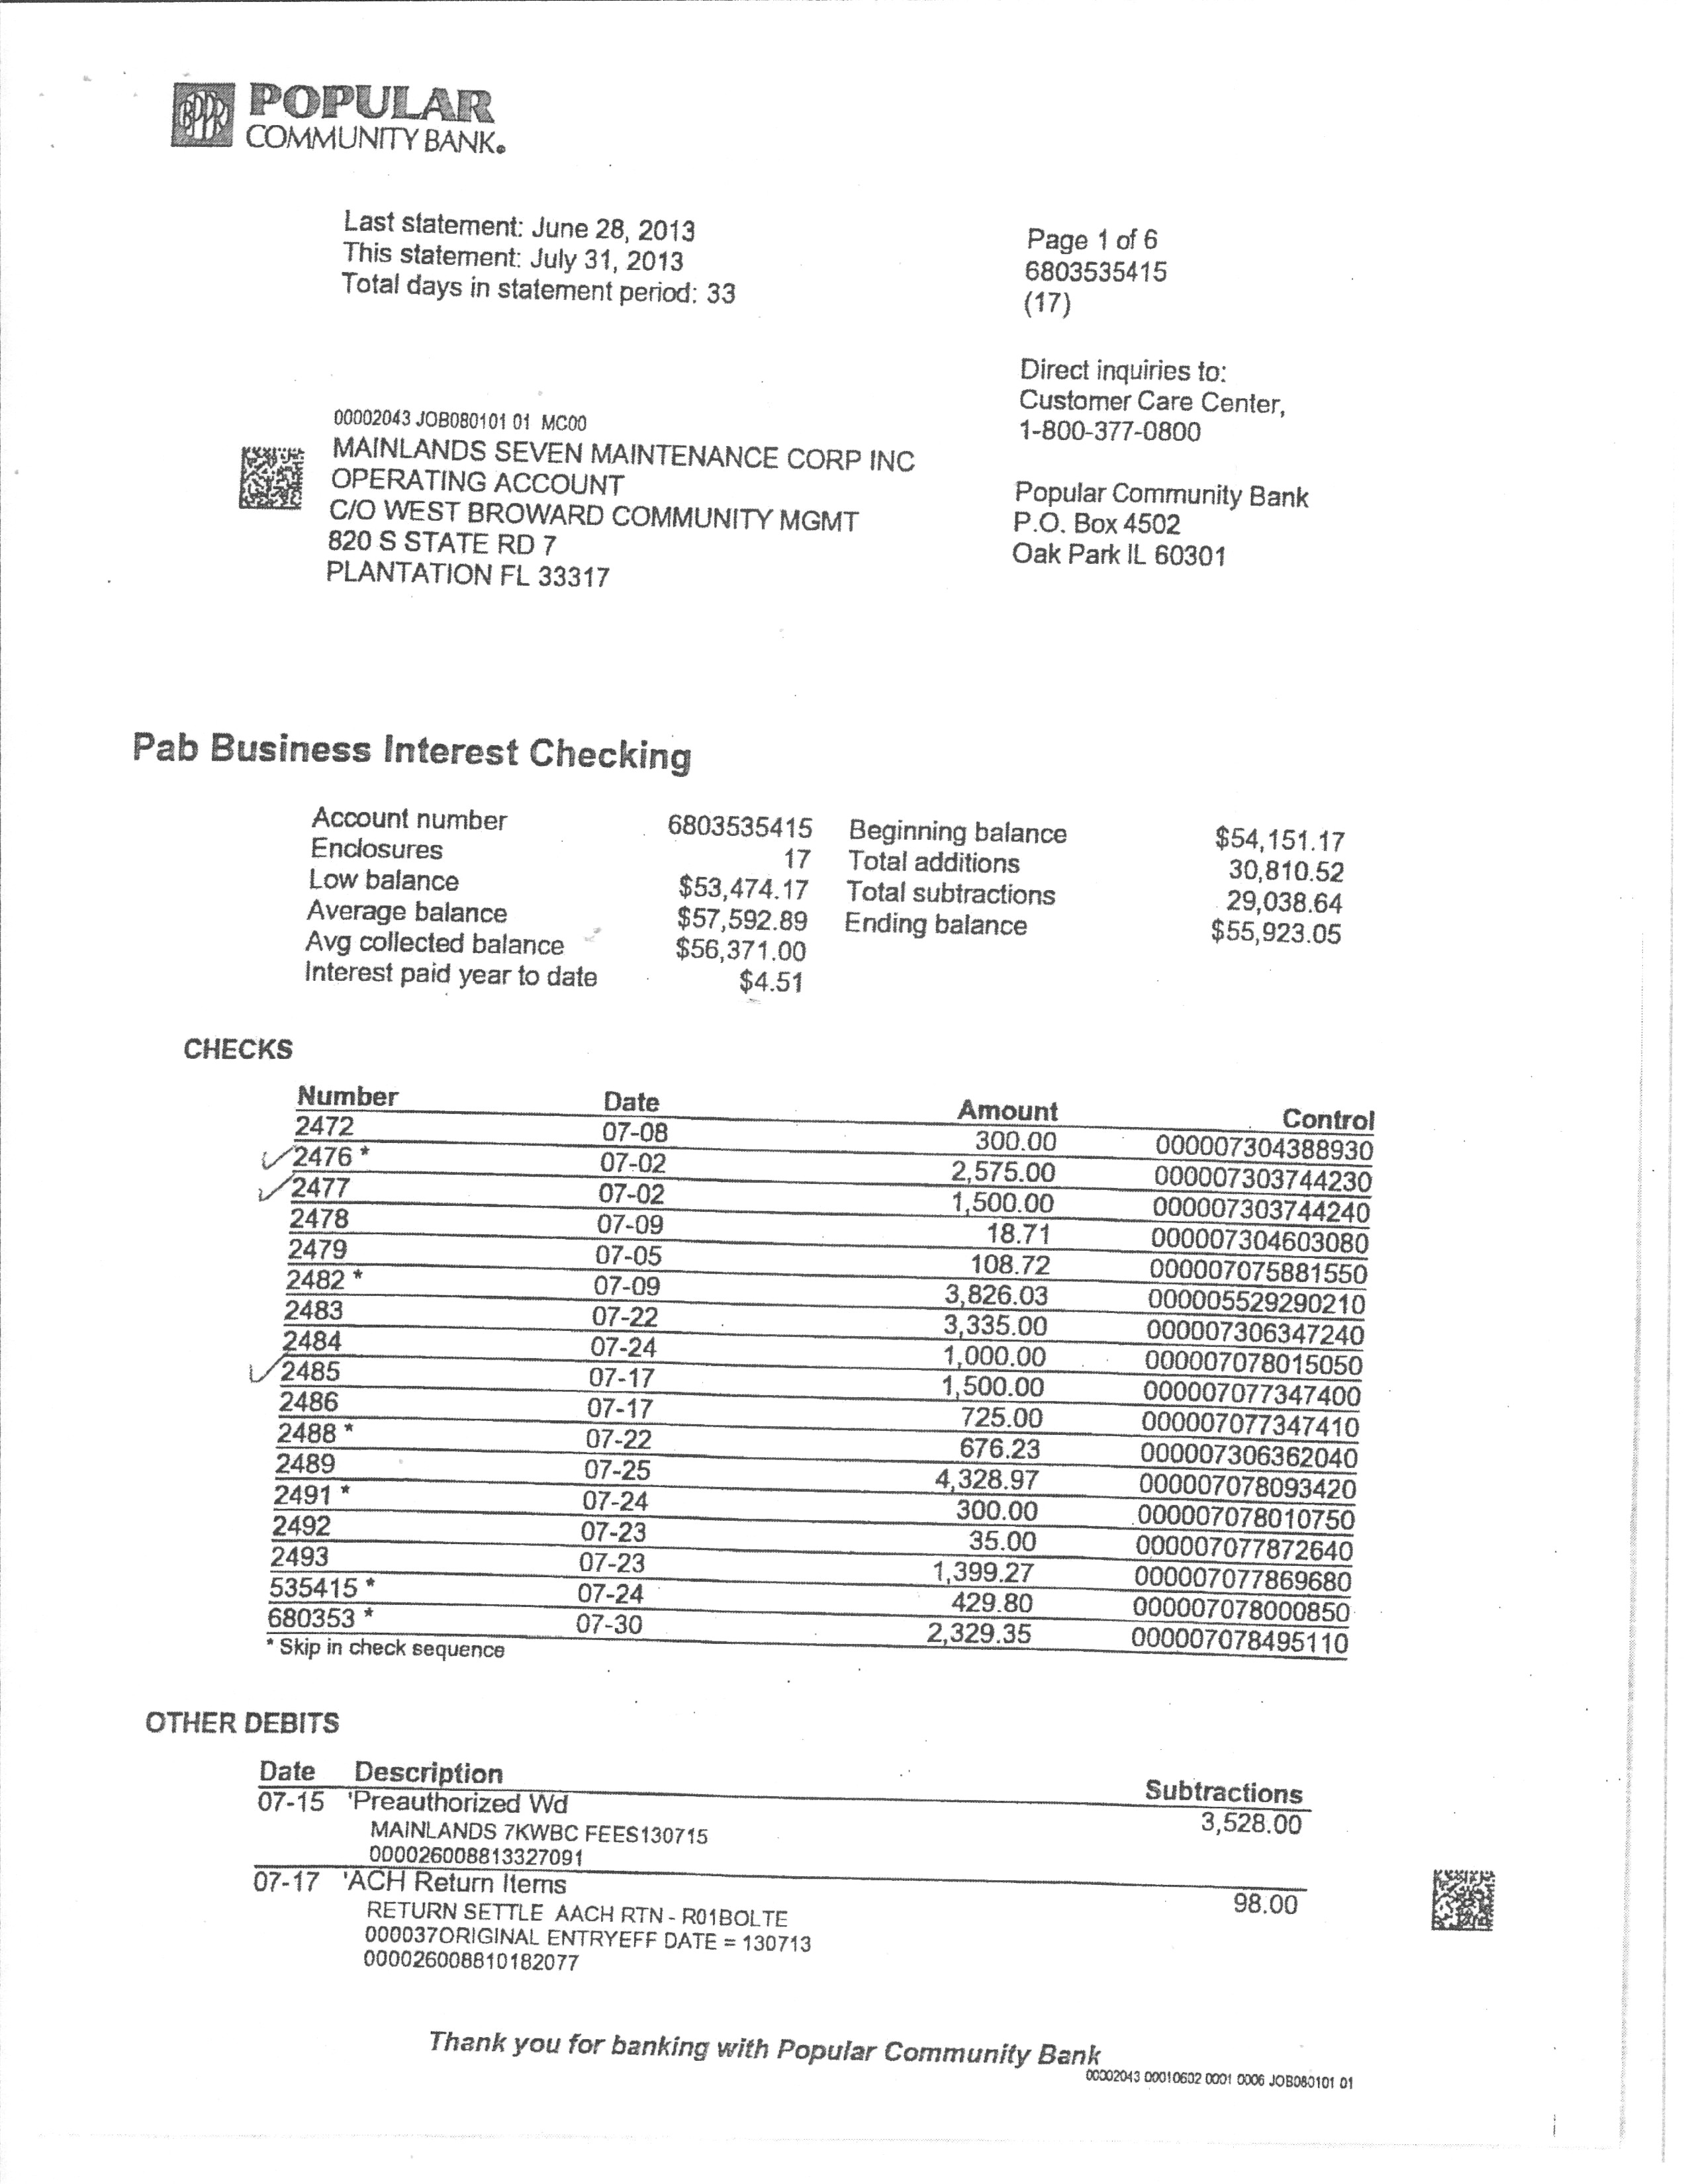 BPPR
POPULAR
COMMUNITY BANK.
Last statement: June 28, 2013
This statement: July 31, 2013
Total days in statement period: 33
Page 1 of 6
6803535415
(17)
Direct inquiries to:
Customer Care Center,
1-800-377-0800
Popular Community Bank
P.O. Box 4502
Oak Park IL 60301
00002043 JOB080101 01 MC00
MAINLANDS SEVEN MAINTENANCE CORP INC
OPERATING ACCOUNT
C/O WEST BROWARD COMMUNITY MGMT
820 S STATE RD 7
PLANTATION FL 33317
Pab Business Interest Checking
Account number 6803535415 Beginning balance $54,151.17
Enclosures 17 Total additions 30,810.52
Low balance $53,474.17 Total subtractions 29,038.64
Average balance $57,592.89 Ending balance $55,923.05
Avg collected balance $56,371.00
Interest paid year to date $4.51
CHECKS
Number Date Amount Control
2472 07-08 300.00 000007304388930
2476 * 07-02 2,575.00 000007303744230
2477 07-02 1,500.00 000007303744240
2478 07-09 18.71 000007304603080
2479 07-05 108.72 000007075881550
2482 * 07-09 3,826.03 000005529290210
2483 07-22 3,335.00 000007306347240
2484 07-24 1,000.00 000007078015050
2485 07-17 1,500.00 000007077347400
2486 07-17 725.00 000007077347410
2488 * 07-22 676.23 000007306362040
2489 07-25 4,328.97 000007078093420
2491 * 07-24 300.00 000007078010750
2492 07-23 35.00 000007077872640
2493 07-23 1,399.27 000007077869680
535415 * 07-24 429.80 000007078000850
680353 * 07-30 2,329.35 000007078495110
* Skip in check sequence
OTHER DEBITS
Date Description Subtractions
07-15 'Preauthorized Wd 3,528.00
MAINLANDS 7KWBC FEES130715
000026008813327091
07-17 'ACH Return Items 98.00
RETURN SETTLE AACH RTN - R01BOLTE
000037ORIGINAL ENTRYEFF DATE = 130713
000026008810182077
Thank you for banking with Popular Community Bank
00002043 00010602 0001 0006 JOB080101 01